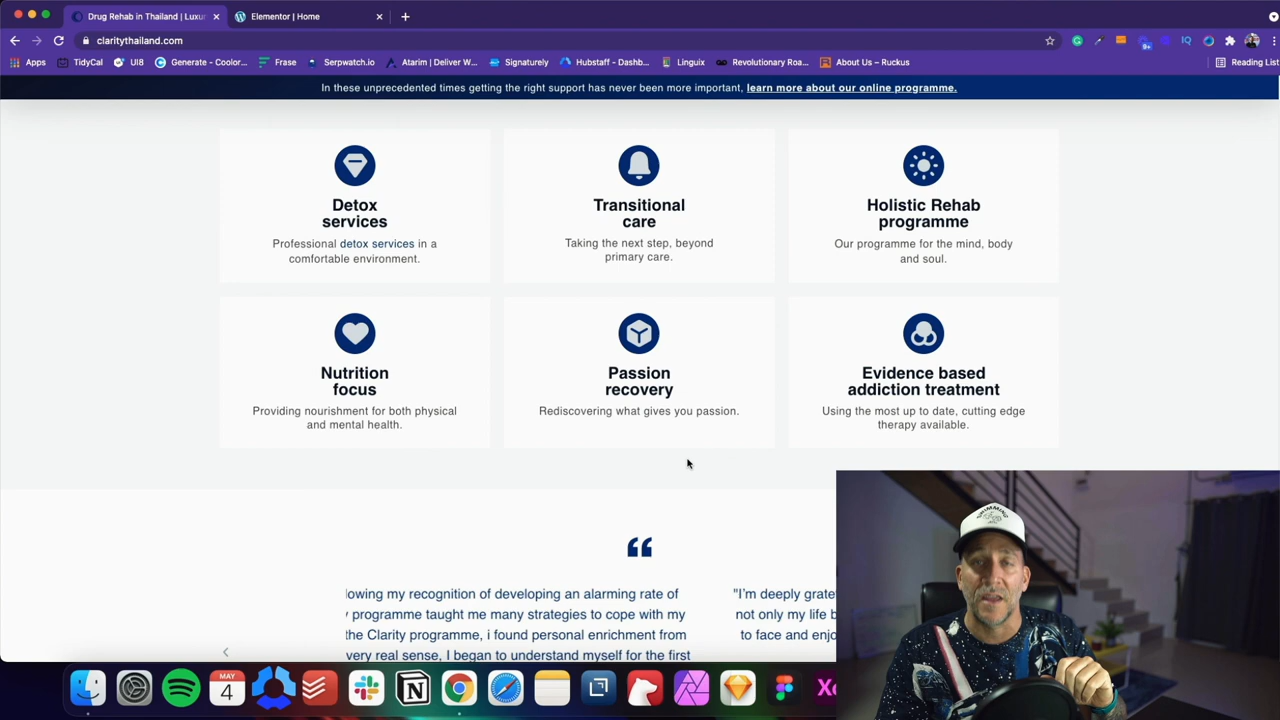 Drug Rehab in Thailand | Luxu
Elementor | Home
claritythailand.com
9+
IQ
Apps
TidyCal
UI8
Generate - Coolor...
Frase
Serpwatch.io
Atarim | Deliver W...
Signaturely
Hubstaff - Dashb...
Linguix
Revolutionary Roa...
About Us – Ruckus
Reading List
In these unprecedented times getting the right support has never been more important, learn more about our online programme.
Detox
services
Professional detox services in a
comfortable environment.
Transitional
care
Taking the next step, beyond
primary care.
Holistic Rehab
programme
Our programme for the mind, body
and soul.
Nutrition
focus
Providing nourishment for both physical
and mental health.
Passion
recovery
Rediscovering what gives you passion.
Evidence based
addiction treatment
Using the most up to date, cutting edge
therapy available.
lowing my recognition of developing an alarming rate of
programme taught me many strategies to cope with my
the Clarity programme, i found personal enrichment from
very real sense, I began to understand myself for the first
"I'm deeply grate
not only my life b
to face and enjo
MAY
4